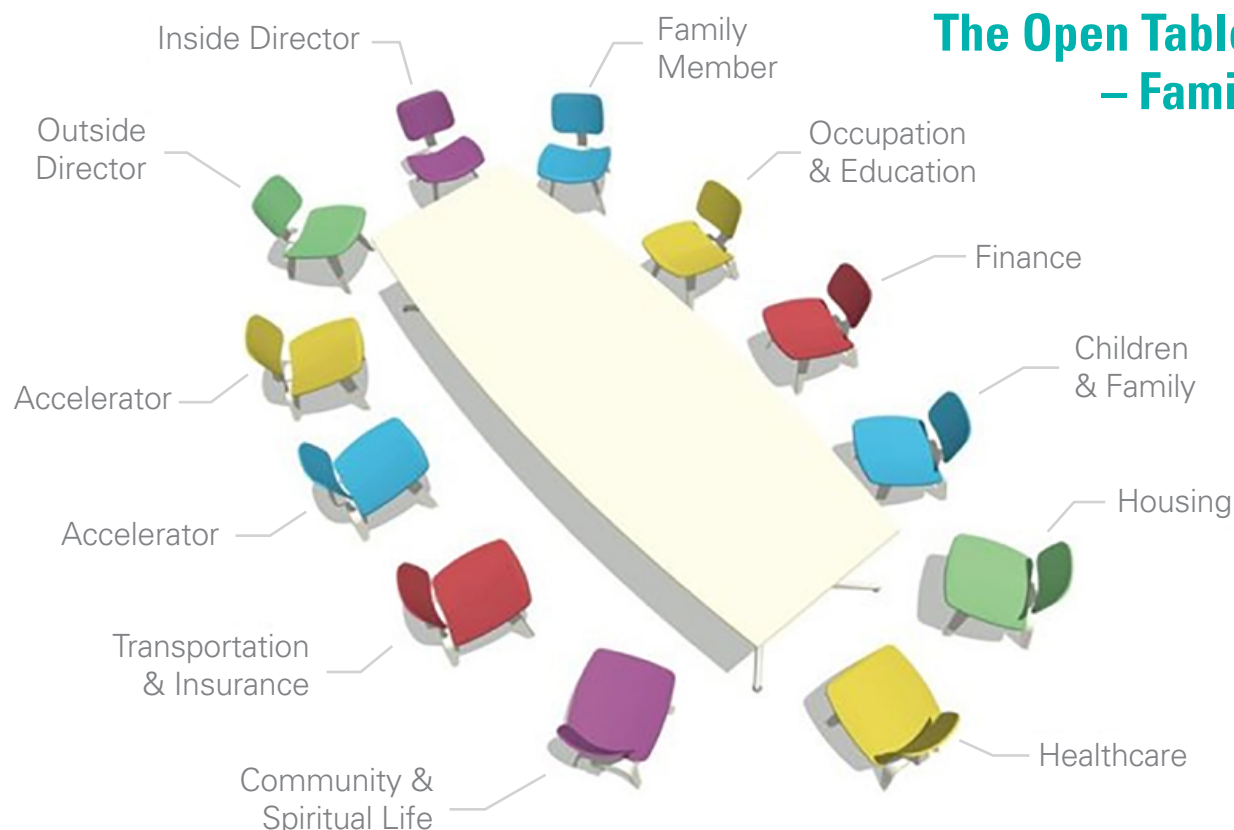 The Open Table
– Fami
Inside Director
Family
Member
Outside
Director
Occupation
& Education
Finance
Children
& Family
Accelerator
Housing
Accelerator
Transportation
& Insurance
Healthcare
Community &
Spiritual Life